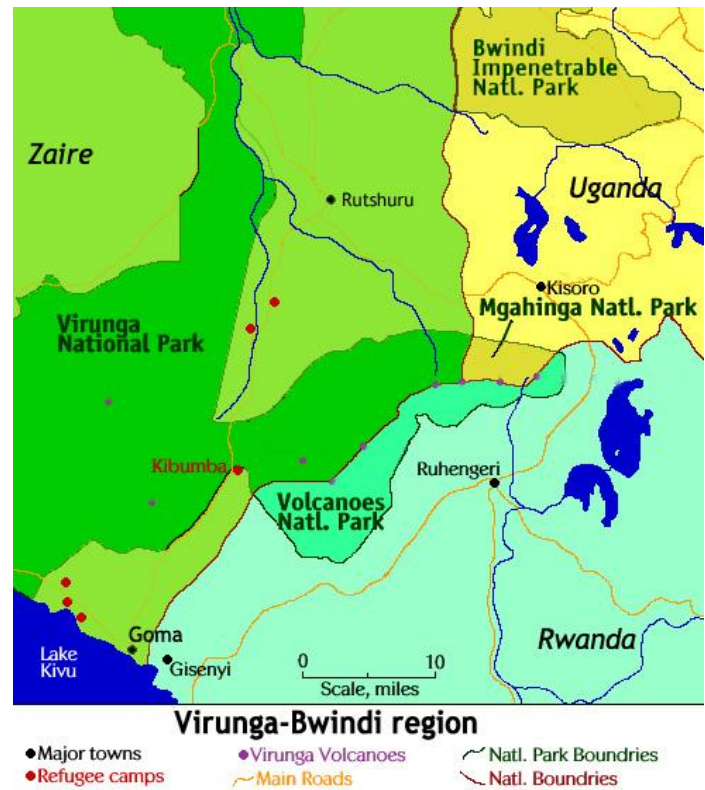 Bwindi
Impenetrable
Natl. Park
Zaire
Uganda
Rutshuru
Kisoro
Mgahinga Natl. Park
Virunga
National Park
Kibumba
Ruhengeri
Volcanoes
Natl. Park
Goma
Rwanda
Lake
Kivu
Gisenyi
0 10
Scale, miles
Virunga-Bwindi region
Major towns
Virunga Volcanoes
Natl. Park Boundries
Refugee camps
Main Roads
Natl. Boundries